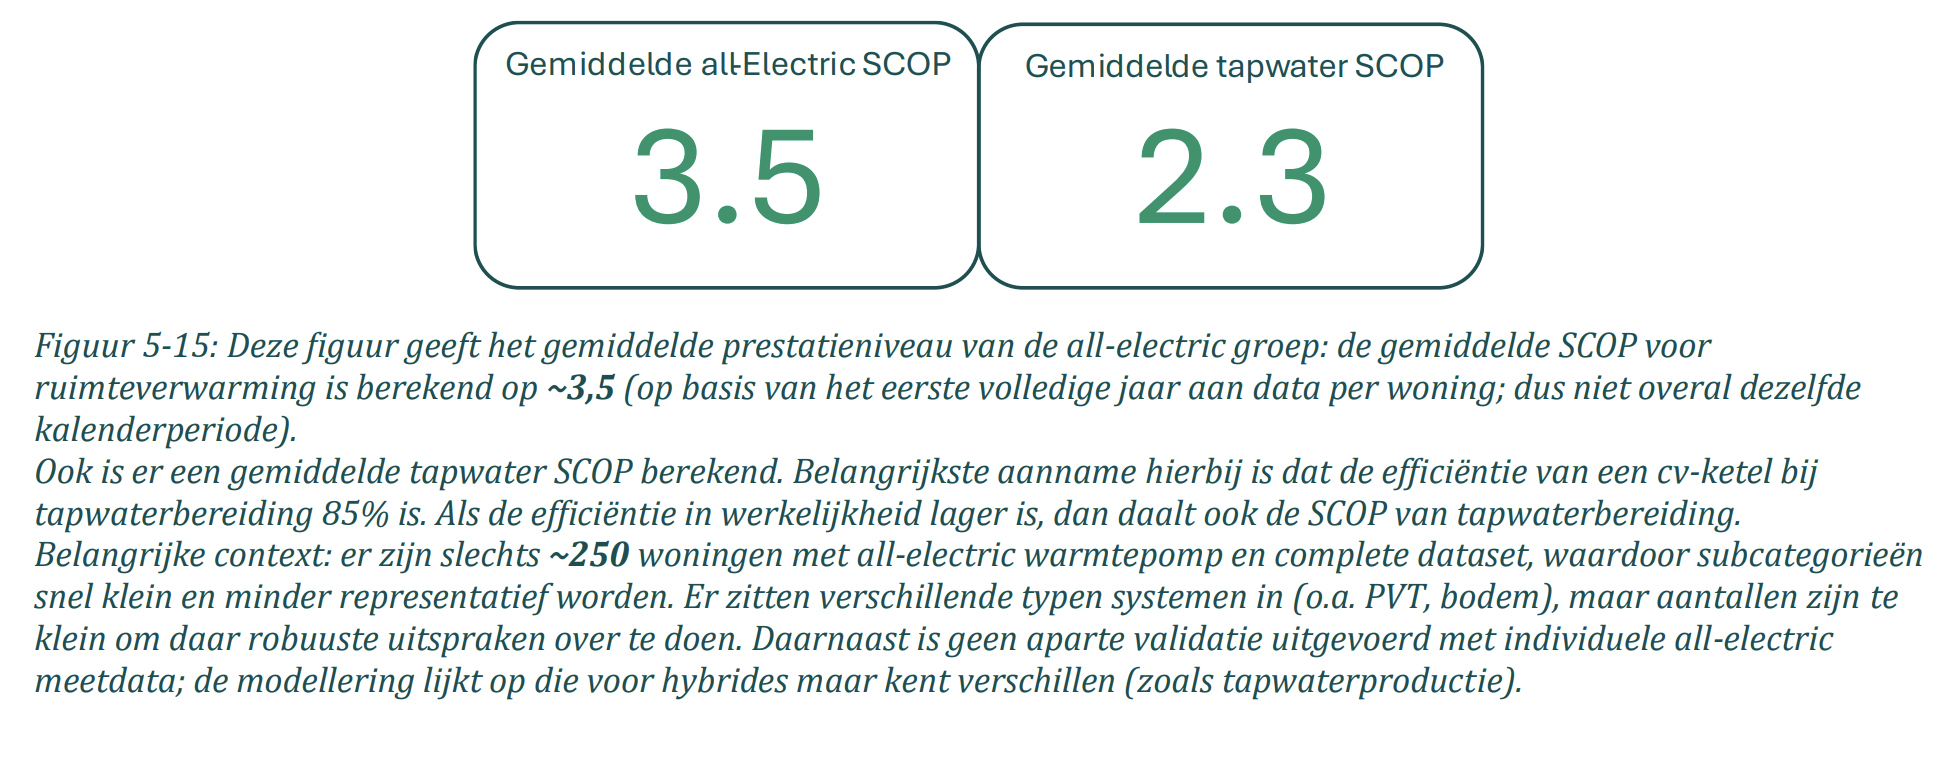 Gemiddelde all-Electric SCOP
3.5
Gemiddelde tapwater SCOP
2.3
Figuur 5-15: Deze figuur geeft het gemiddelde prestatieniveau van de all-electric groep: de gemiddelde SCOP voor
ruimteverwarming is berekend op ~3,5 (op basis van het eerste volledige jaar aan data per woning; dus niet overal dezelfde
kalenderperiode).
Ook is er een gemiddelde tapwater SCOP berekend. Belangrijkste aanname hierbij is dat de efficiëntie van een cv-ketel bij
tapwaterbereiding 85% is. Als de efficiëntie in werkelijkheid lager is, dan daalt ook de SCOP van tapwaterbereiding.
Belangrijke context: er zijn slechts ~250 woningen met all-electric warmtepomp en complete dataset, waardoor subcategorieën
snel klein en minder representatief worden. Er zitten verschillende typen systemen in (o.a. PVT, bodem), maar aantallen zijn te
klein om daar robuuste uitspraken over te doen. Daarnaast is geen aparte validatie uitgevoerd met individuele all-electric
meetdata; de modellering lijkt op die voor hybrides maar kent verschillen (zoals tapwaterproductie).